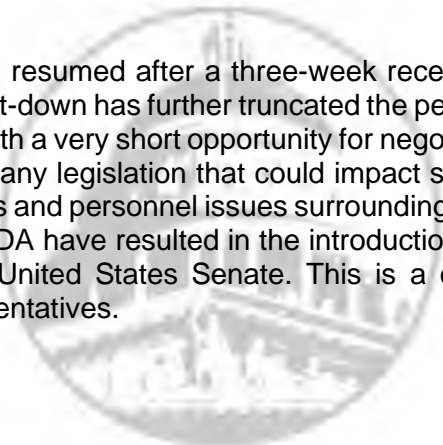 resumed after a three-week rece
t-down has further truncated the pe
th a very short opportunity for nego
any legislation that could impact s
s and personnel issues surrounding
DA have resulted in the introductio
United States Senate. This is a
entatives.